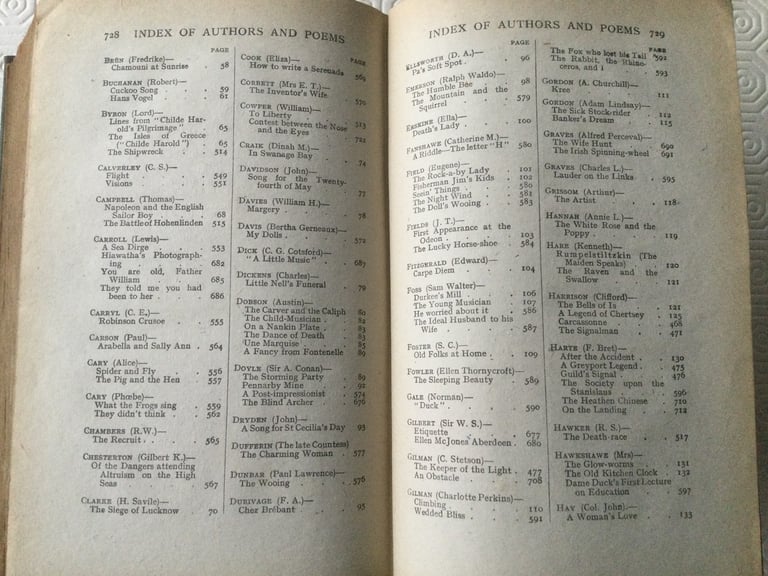 728 INDEX OF AUTHORS AND POEMS
PAGE
BRUN (Fredrike)—
Chamouni at Sunrise . 58
BUCHANAN (Robert)—
Cuckoo Song . . 59
Hans Vogel . . 61
BYRON (Lord)—
Lines from "Childe Har-
old's Pilgrimage" . 65
The Isles of Greece
("Childe Harold") . 65
The Shipwreck . . 514
CALVERLEY (C. S.)—
Flight . . . 549
Visions . . . 551
CAMPBELL (Thomas)—
Napoleon and the English
Sailor Boy . . 68
The Battle of Hohenlinden 515
CARROLL (Lewis)—
A Sea Dirge . . 553
Hiawatha's Photograph-
ing . . . 682
You are old, Father
William . . 685
They told me you had
been to her . . 686
CARRYL (C. E.)—
Robinson Crusoe . 555
CARSON (Paul)—
Arabella and Sally Ann . 564
CARY (Alice)—
Spider and Fly . . 556
The Pig and the Hen . 557
CARY (Phœbe)—
What the Frogs sing . 559
They didn't think . 562
CHAMBERS (R.W.)—
The Recruit . . . 565
CHESTERTON (Gilbert K.)—
Of the Dangers attending
Altruism on the High
Seas . . . 567
CLARKE (H. Savile)—
The Siege of Lucknow . 70
PAGE
COOK (Eliza)—
How to write a Serenade 569
CORBETT (Mrs E. T.)—
The Inventor's Wife . 570
COWPER (William)—
To Liberty . . 513
Contest between the Nose
and the Eyes . . 722
CRAIK (Dinah M.)—
In Swanage Bay . . 74
DAVIDSON (John)—
Song for the Twenty-
fourth of May . . 77
DAVIES (William H.)—
Margery . . . 78
DAVIS (Bertha Gerneaux)—
My Dolls . . . 572
DICK (C. G. Cotsford)—
"A Little Music" . . 687
DICKENS (Charles)—
Little Nell's Funeral . 79
DOBSON (Austin)—
The Carver and the Caliph 80
The Child-Musician . 82
On a Nankin Plate . 83
The Dance of Death . 83
Une Marquise . . 85
A Fancy from Fontenelle 89
DOYLE (Sir A. Conan)—
The Storming Party . 89
Pennarby Mine . . 92
A Post-impressionist . 574
The Blind Archer . . 676
DRYDEN (John)—
A Song for St Cecilia's Day 93
DUFFERIN (The late Countess)
The Charming Woman . 577
DUNBAR (Paul Lawrence)—
The Wooing . . 576
DURIVAGE (F. A.)—
Chez Brébant . . 95
INDEX OF AUTHORS AND POEMS 729
PAGE
ELLSWORTH (D. A.)—
Pa's Soft Spot . . 96
EMERSON (Ralph Waldo)—
The Humble Bee . 98
The Mountain and the
Squirrel . . 579
ERSKINE (Ella)—
Death's Lady . . 100
FANSHAWE (Catherine M.)—
A Riddle—The letter "H" 580
FIELD (Eugene)—
The Rock-a-by Lady . 101
Fisherman Jim's Kids . 102
Seein' Things . . 580
The Night Wind . . 581
The Doll's Wooing . 583
FIELDS (J. T.)—
First Appearance at the
Odeon . . . 103
The Lucky Horse-shoe . 584
FITZGERALD (Edward)—
Carpe Diem . . 104
FOSS (Sam Walter)—
Durkee's Mill . . 106
The Young Musician . 107
He worried about it . 586
The Ideal Husband to his
Wife . . . 587
FOSTER (S. C.)—
Old Folks at Home . 109
FOWLER (Ellen Thornycroft)—
The Sleeping Beauty . 589
GALE (Norman)—
"Duck" . . . 590
GILBERT (Sir W. S.)—
Etiquette . . 677
Ellen McJones Aberdeen . 680
GILMAN (C. Stetson)—
The Keeper of the Light . 477
An Obstacle . . 708
GILMAN (Charlotte Perkins)—
Climbing . . . 110
Wedded Bliss . . 591
PAGE
The Fox who lost his Tail 592
The Rabbit, the Rhino-
ceros, and I . . 593
GORDON (A. Churchill)—
Kree . . . 111
GORDON (Adam Lindsay)—
The Sick Stock-rider . 112
Banker's Dream . . 115
GRAVES (Alfred Perceval)—
The Wife Hunt . . 690
The Irish Spinning-wheel 691
GRAVES (Charles L.)—
Lauder on the Links . 595
GRISSOM (Arthur)—
The Artist . . 118
HANNAH (Annie L.)—
The White Rose and the
Poppy . . . 119
HARE (Kenneth)—
Rumpelstiltzkin (The
Maiden Speaks) . 120
The Raven and the
Swallow . . 121
HARRISON (Clifford)—
The Bells of Is . . 121
A Legend of Chertsey . 125
Carcassonne . . 468
The Signalman . . 471
HARTE (F. Bret)—
After the Accident . . 130
A Greyport Legend . 475
Guild's Signal . . 476
The Society upon the
Stanislaus . . 596
The Heathen Chinee . 710
On the Landing . . 712
HAWKER (R. S.)—
The Death-race . . 517
HAWKSHAWE (Mrs)—
The Glow-worms . . 131
The Old Kitchen Clock . 132
Dame Duck's First Lecture
on Education . . 597
HAY (Col. John)—
A Woman's Love . . 133